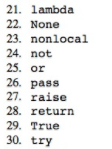 21. lambda
22. None
23. nonlocal
24. not
25. or
26. pass
27. raise
28. return
29. True
30. try